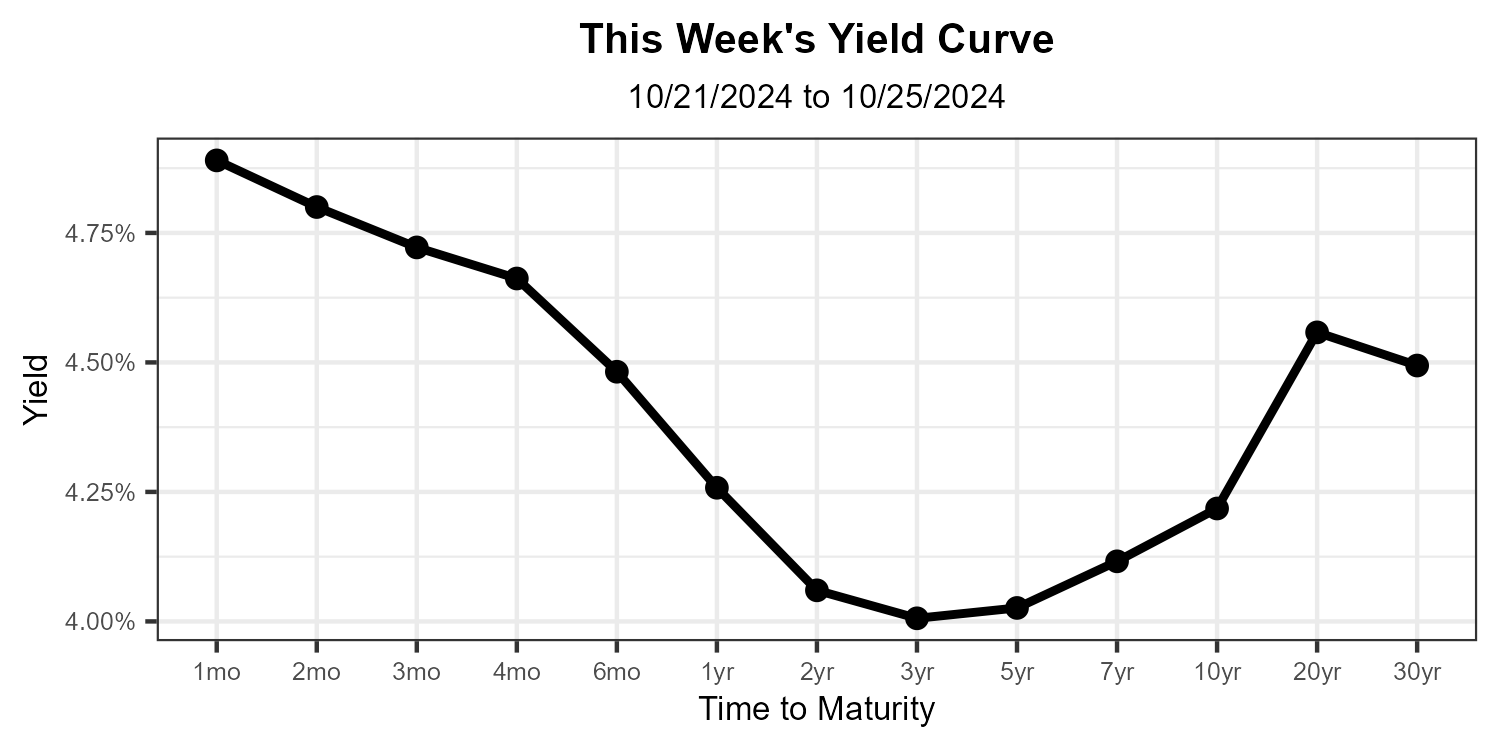 This Week's Yield Curve
10/21/2024 to 10/25/2024
Yield
4.75%
4.50%
4.25%
4.00%
1mo 2mo 3mo 4mo 6mo 1yr 2yr 3yr 5yr 7yr 10yr 20yr 30yr
Time to Maturity